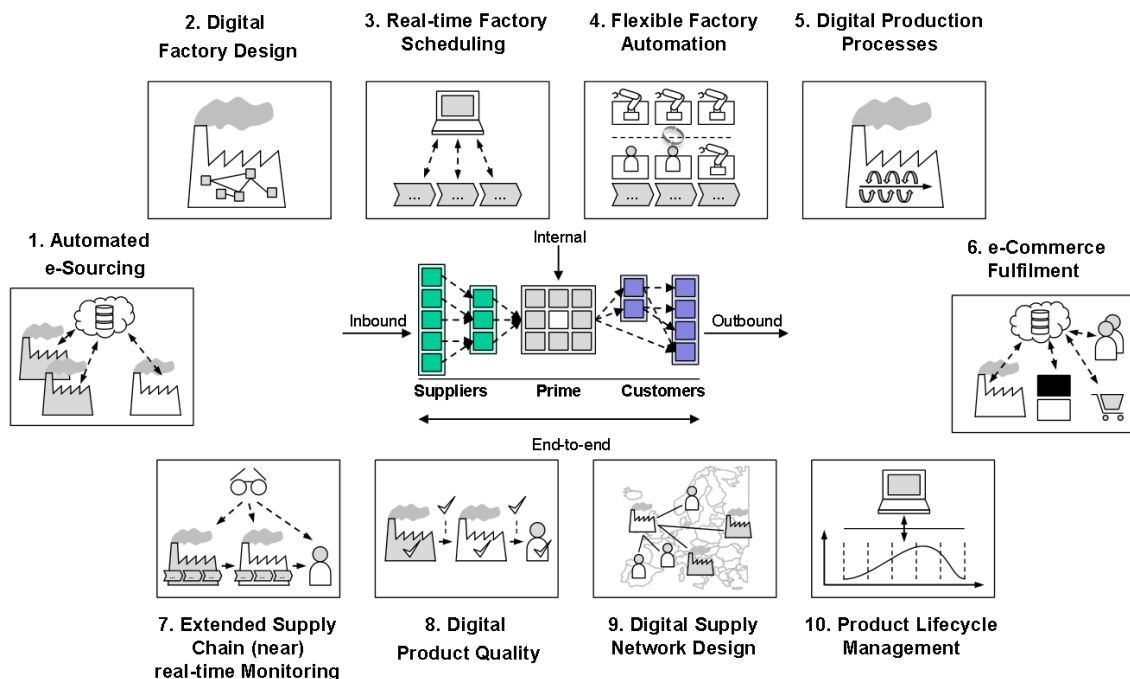 2. Digital
Factory Design
3. Real-time Factory
Scheduling
4. Flexible Factory
Automation
5. Digital Production
Processes
... ... ...
... ... ...
1. Automated
e-Sourcing
6. e-Commerce
Fulfilment
Internal
Inbound
Outbound
Suppliers
Prime
Customers
End-to-end
... ... ... ... ...
7. Extended Supply
Chain (near)
real-time Monitoring
8. Digital
Product Quality
9. Digital Supply
Network Design
10. Product Lifecycle
Management